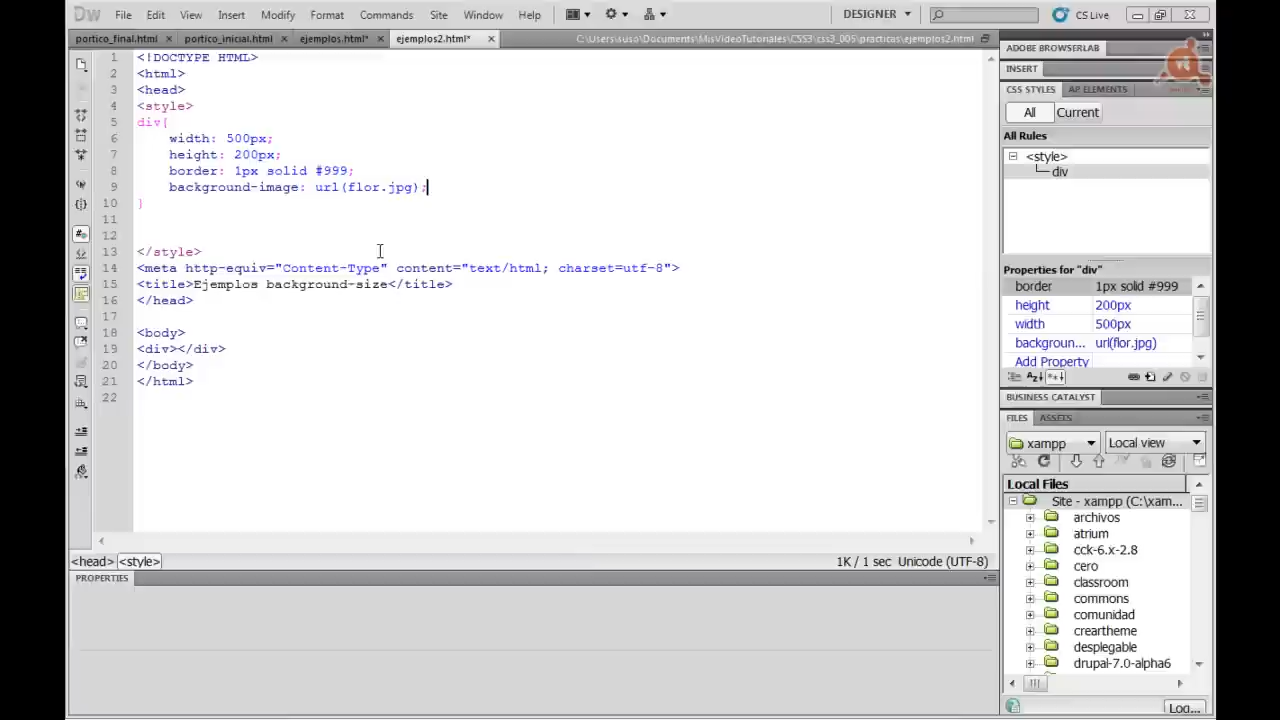 Dw File Edit View Insert Modify Format Commands Site Window Help DESIGNER CS Live
portico_final.html portico_inicial.html ejemplos.html* ejemplos2.html* C:\Users\suso\Documents\MisVideoTutoriales\CSS3\css3_005\practicas\ejemplos2.html
1 <!DOCTYPE HTML>
2 <html>
3 <head>
4 <style>
5 div{
6 width: 500px;
7 height: 200px;
8 border: 1px solid #999;
9 background-image: url(flor.jpg);
10 }
11
12
13 </style>
14 <meta http-equiv="Content-Type" content="text/html; charset=utf-8">
15 <title>Ejemplos background-size</title>
16 </head>
17
18 <body>
19 <div></div>
20 </body>
21 </html>
22
<head> <style> 1K / 1 sec Unicode (UTF-8)
PROPERTIES
ADOBE BROWSERLAB
INSERT
CSS STYLES AP ELEMENTS
All Current
All Rules
<style>
div
Properties for "div"
border 1px solid #999
height 200px
width 500px
backgroun... url(flor.jpg)
Add Property
BUSINESS CATALYST
FILES ASSETS
xampp Local view
Local Files
Site - xampp (C:\xam...
archivos
atrium
cck-6.x-2.8
cero
classroom
commons
comunidad
creartheme
desplegable
drupal-7.0-alpha6
Log...